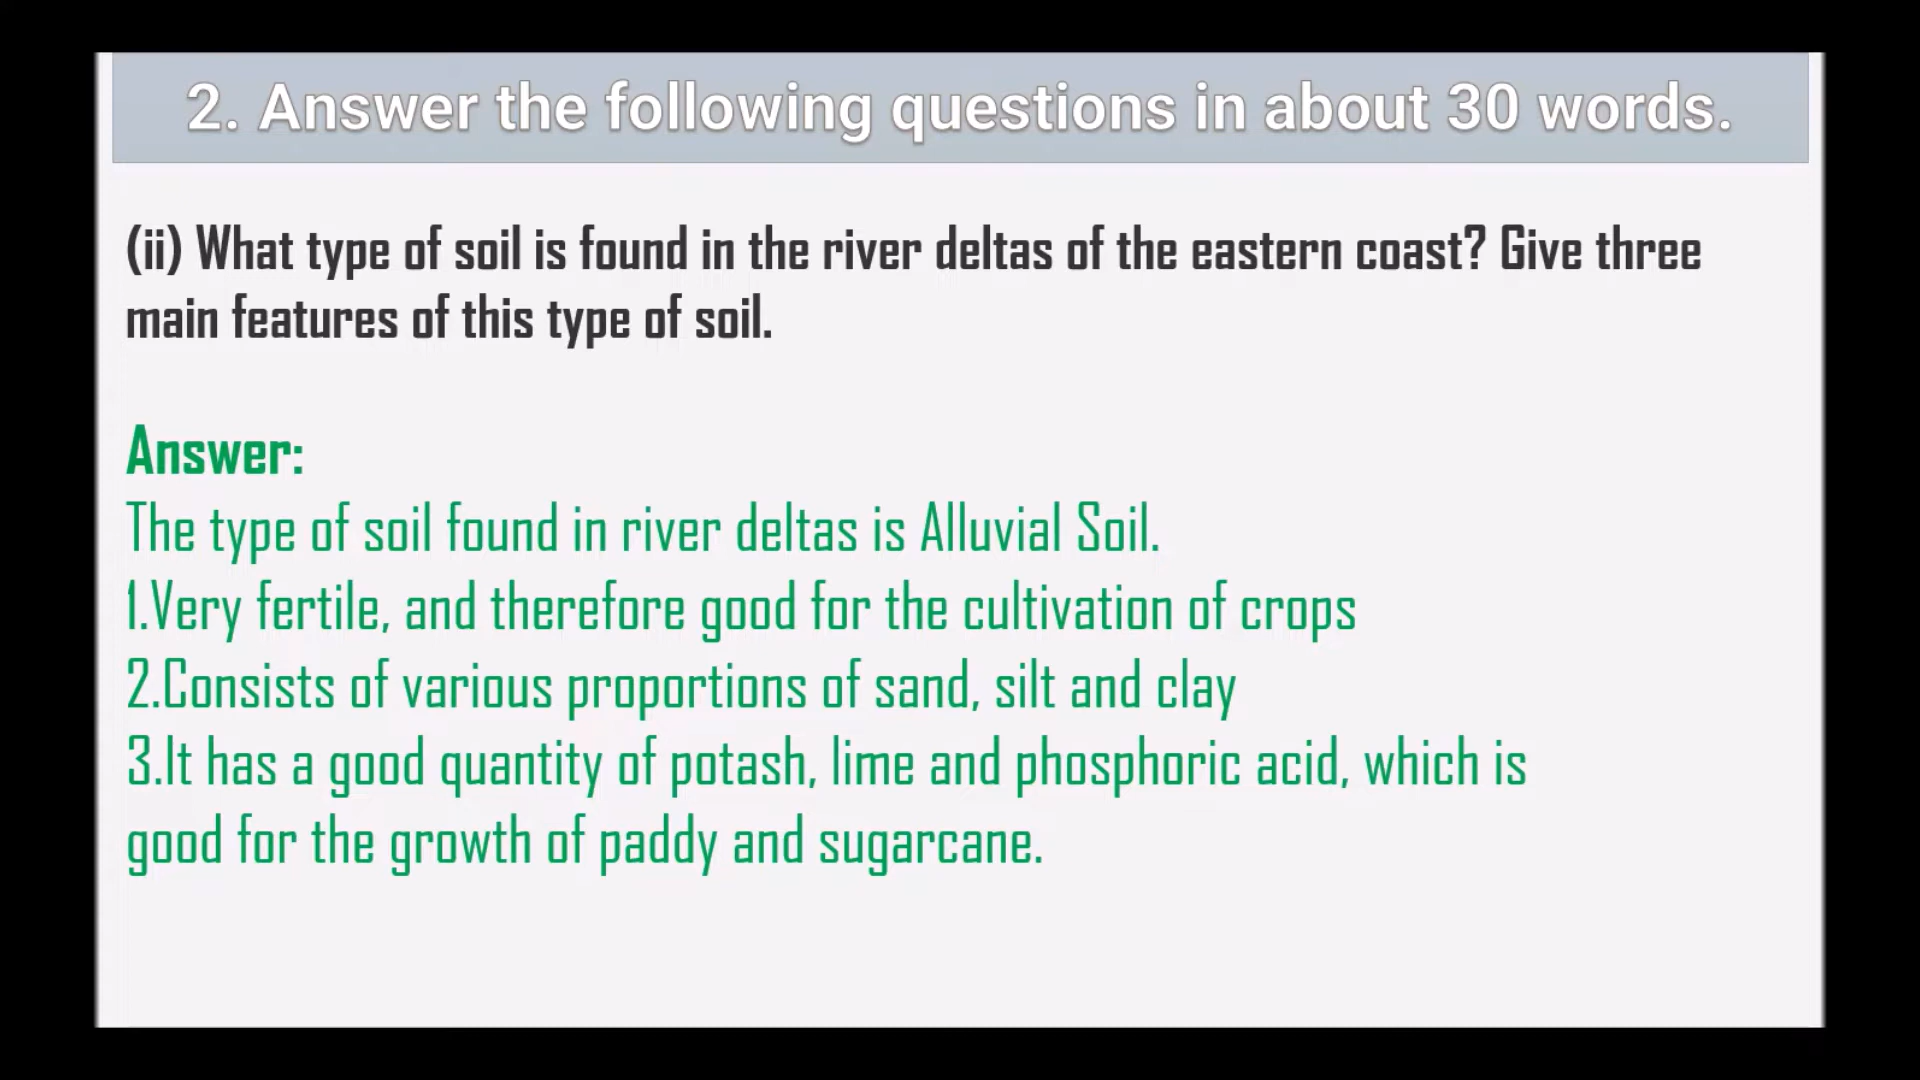 2. Answer the following questions in about 30 words.
(ii) What type of soil is found in the river deltas of the eastern coast? Give three
main features of this type of soil.
Answer:
The type of soil found in river deltas is Alluvial Soil.
1.Very fertile, and therefore good for the cultivation of crops
2.Consists of various proportions of sand, silt and clay
3.It has a good quantity of potash, lime and phosphoric acid, which is
good for the growth of paddy and sugarcane.